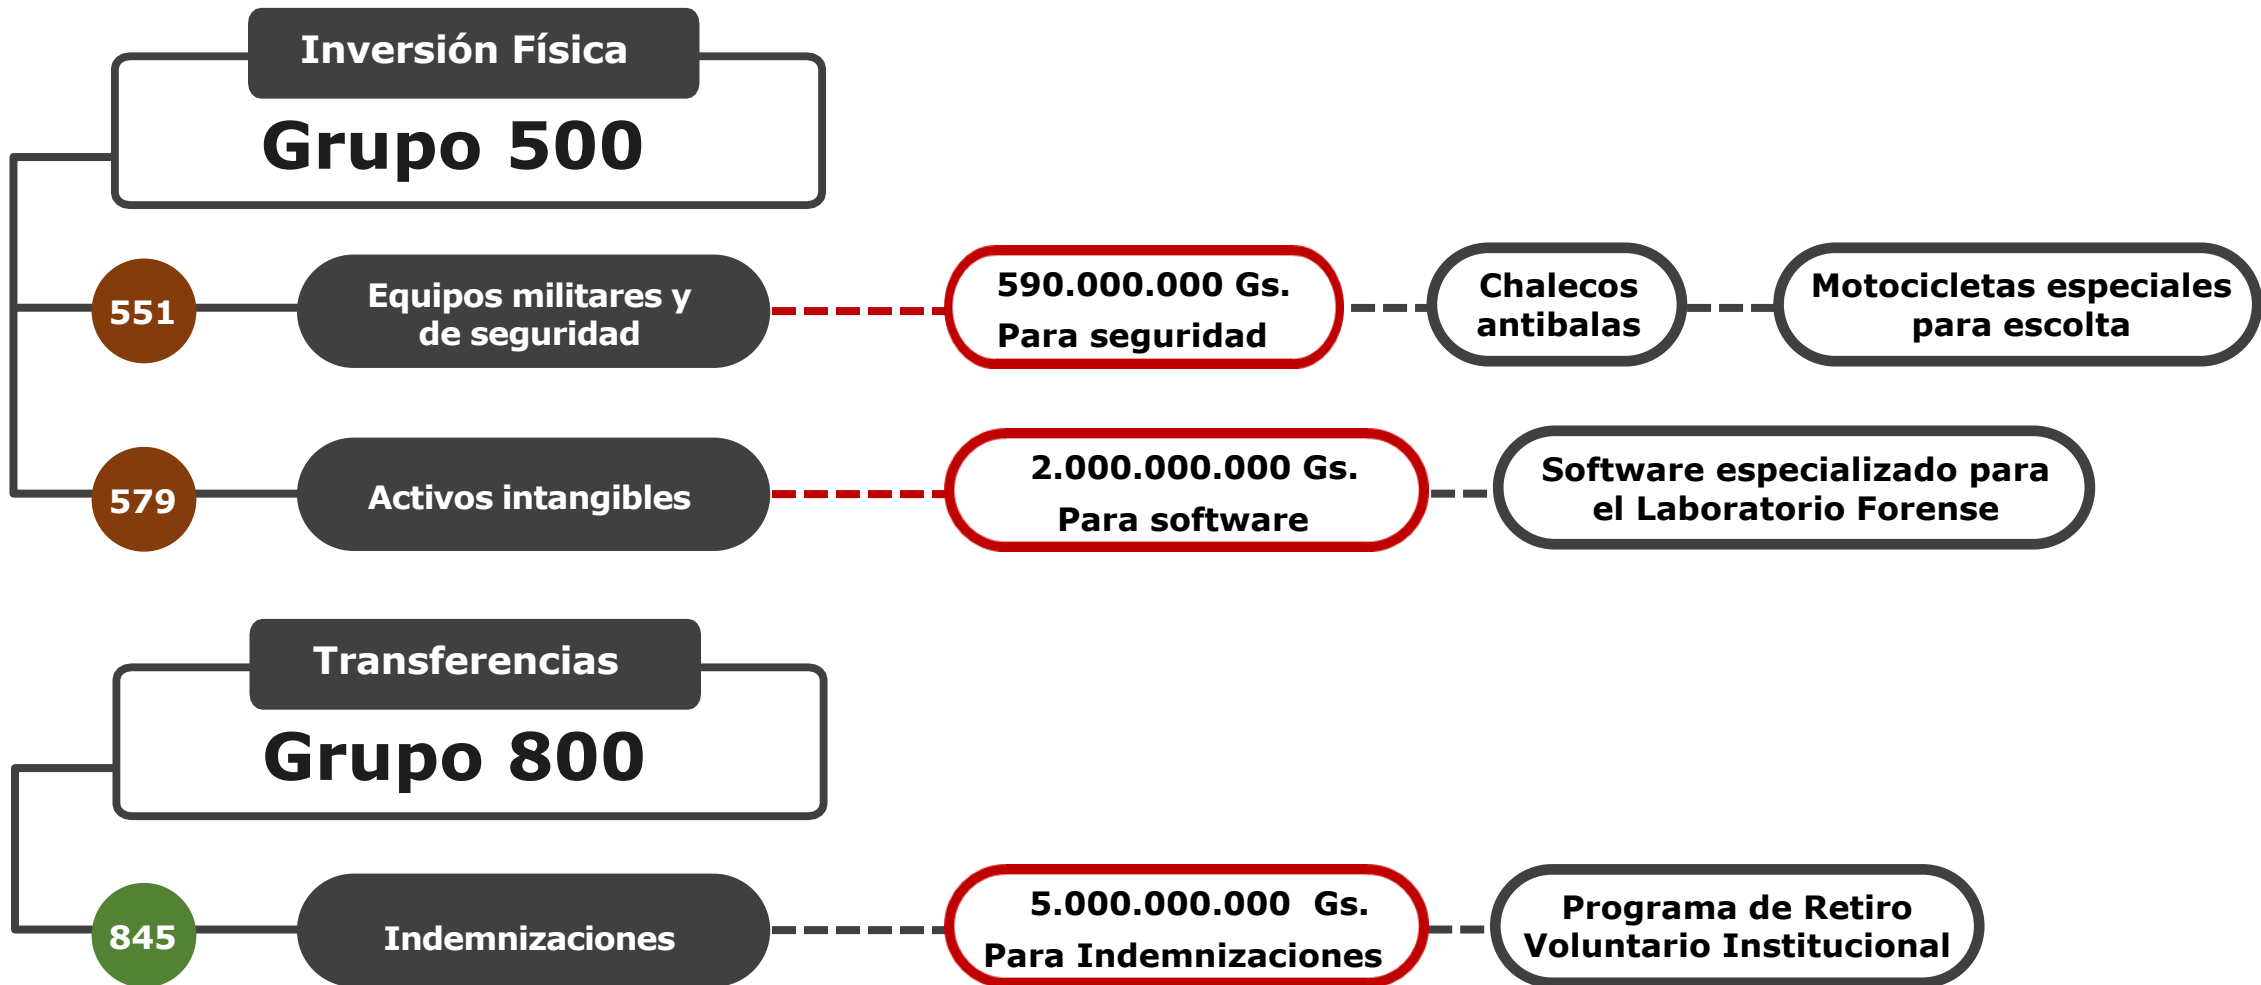 Inversión Física
Grupo 500
551
Equipos militares y
de seguridad
590.000.000 Gs.
Para seguridad
Chalecos
antibalas
Motocicletas especiales
para escolta
579
Activos intangibles
2.000.000.000 Gs.
Para software
Software especializado para
el Laboratorio Forense
Transferencias
Grupo 800
845
Indemnizaciones
5.000.000.000 Gs.
Para Indemnizaciones
Programa de Retiro
Voluntario Institucional